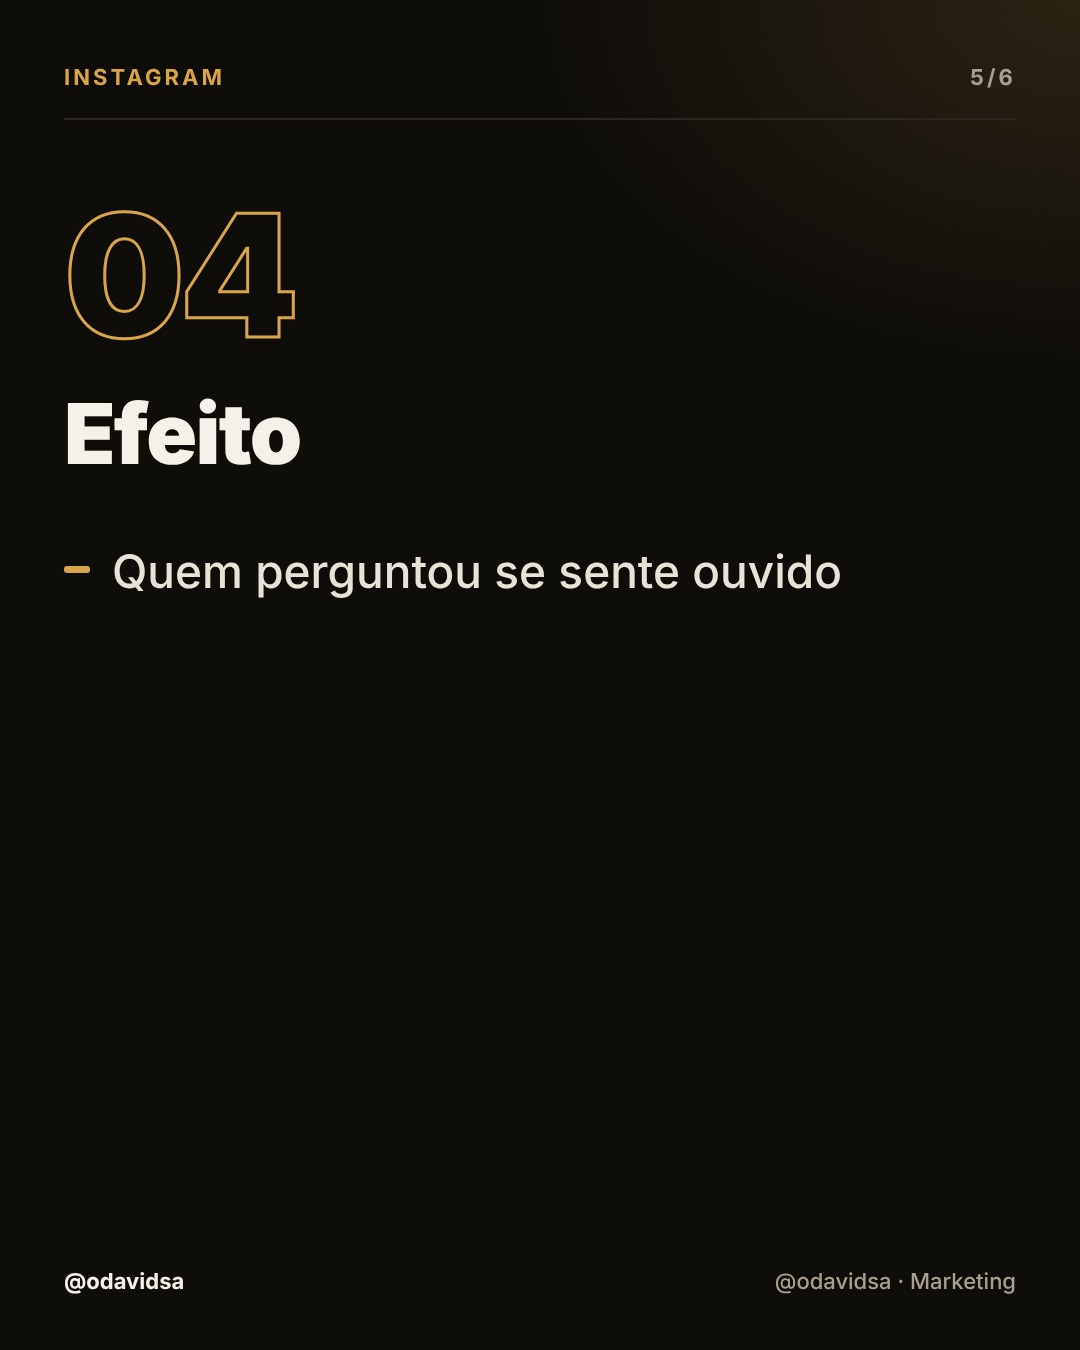 INSTAGRAM
5/6
04
Efeito
Quem perguntou se sente ouvido
@odavidsa
@odavidsa · Marketing